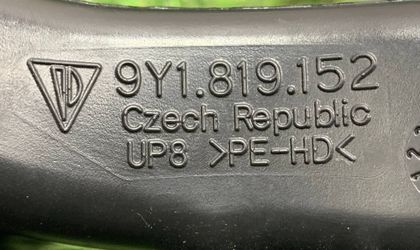 9Y1.819.152
Czech Republic
UP8 >PE-HD<